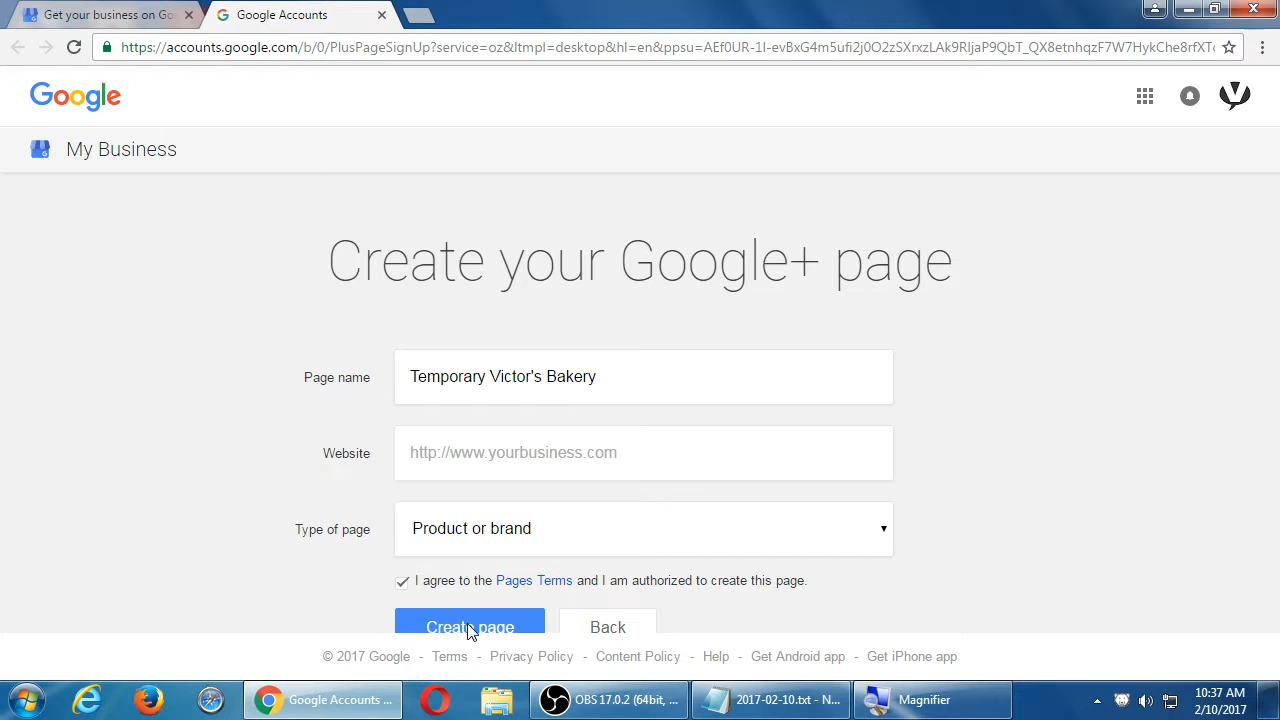 Get your business on Go
Google Accounts
https://accounts.google.com/b/0/PlusPageSignUp?service=oz&ltmpl=desktop&hl=en&ppsu=AEf0UR-1l-evBxG4m5ufi2j0O2zSXrxzLAk9RIJaP9QbT_QX8etnhqzF7W7HykChe8rfXTc
Google
My Business
Create your Google+ page
Page name
Temporary Victor's Bakery
Website
http://www.yourbusiness.com
Type of page
Product or brand
I agree to the Pages Terms and I am authorized to create this page.
Create page
Back
© 2017 Google - Terms - Privacy Policy - Content Policy - Help - Get Android app - Get iPhone app
Google Accounts ...
OBS 17.0.2 (64bit, ...
2017-02-10.txt - N...
Magnifier
10:37 AM
2/10/2017